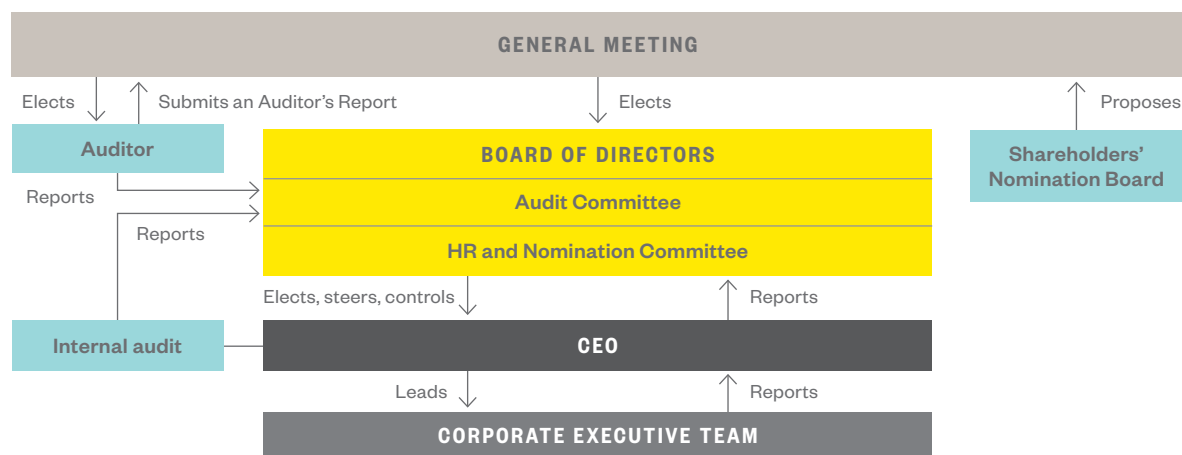 GENERAL MEETING
Elects
Submits an Auditor’s Report
Elects
Proposes
Auditor
BOARD OF DIRECTORS
Shareholders’
Nomination Board
Reports
Audit Committee
Reports
HR and Nomination Committee
Elects, steers, controls
Reports
Internal audit
CEO
Leads
Reports
CORPORATE EXECUTIVE TEAM